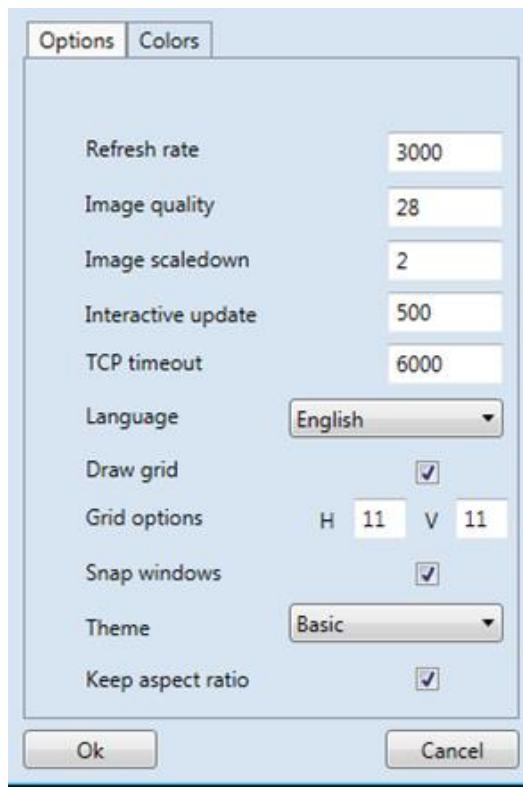 Options Colors
Refresh rate 3000
Image quality 28
Image scaledown 2
Interactive update 500
TCP timeout 6000
Language English
Draw grid
Grid options H 11 V 11
Snap windows
Theme Basic
Keep aspect ratio
Ok Cancel